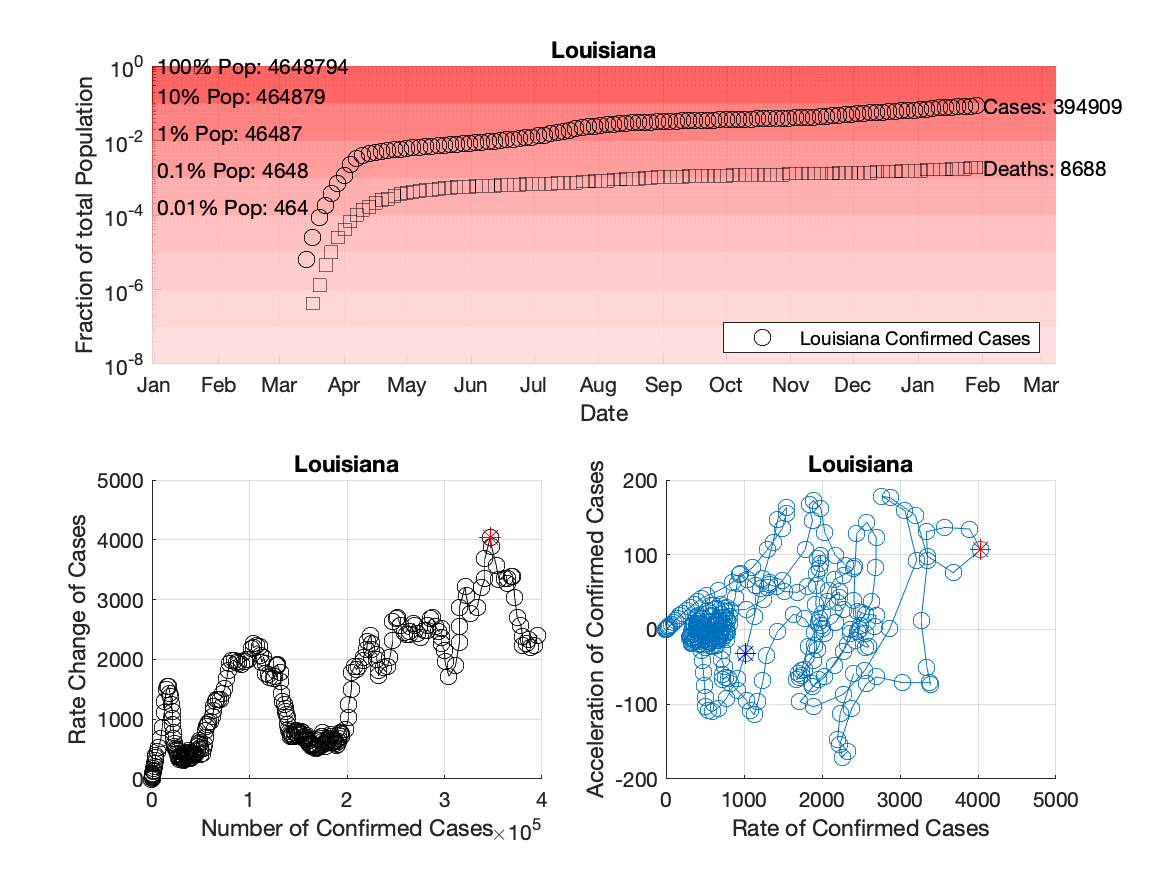 Louisiana
Fraction of total Population
10^0
10^-2
10^-4
10^-6
10^-8
100% Pop: 4648794
10% Pop: 464879
1% Pop: 46487
0.1% Pop: 4648
0.01% Pop: 464
Cases: 394909
Deaths: 8688
Louisiana Confirmed Cases
Jan Feb Mar Apr May Jun Jul Aug Sep Oct Nov Dec Jan Feb Mar
Date
Louisiana
Rate Change of Cases
5000
4000
3000
2000
1000
0
0 1 2 3 4
Number of Confirmed Cases ×10^5
Louisiana
Acceleration of Confirmed Cases
200
100
0
-100
-200
0 1000 2000 3000 4000 5000
Rate of Confirmed Cases